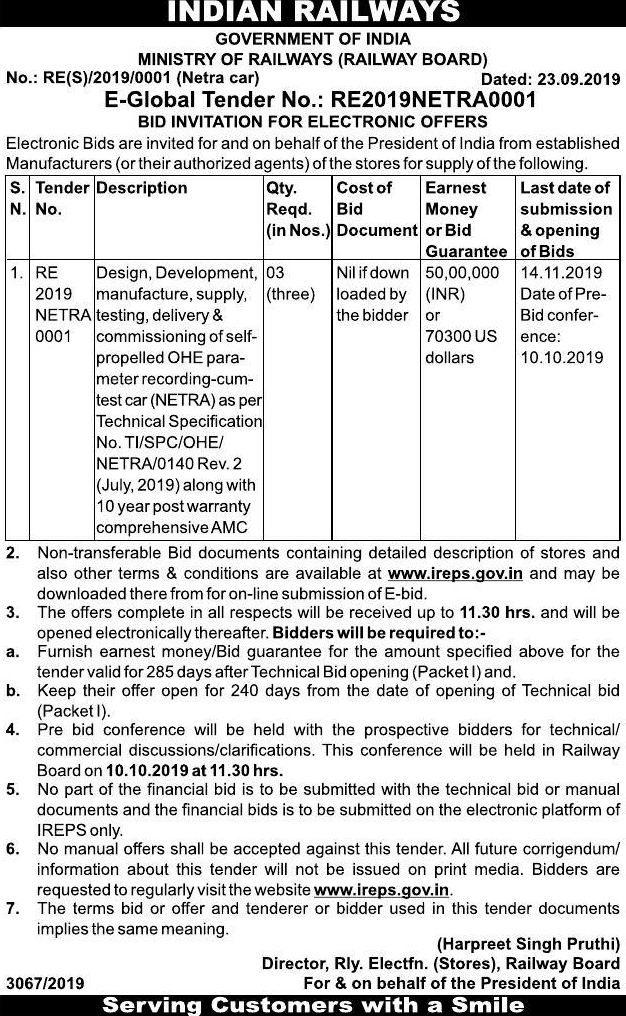 INDIAN RAILWAYS
GOVERNMENT OF INDIA
MINISTRY OF RAILWAYS (RAILWAY BOARD)
No.: RE(S)/2019/0001 (Netra car) Dated: 23.09.2019
E-Global Tender No.: RE2019NETRA0001
BID INVITATION FOR ELECTRONIC OFFERS
Electronic Bids are invited for and on behalf of the President of India from established
Manufacturers (or their authorized agents) of the stores for supply of the following.
S. Tender Description Qty. Cost of Earnest Last date of
N. No. Reqd. Bid Money submission
(in Nos.) Document or Bid & opening
Guarantee of Bids
1. RE Design, Development, 03 Nil if down 50,00,000 14.11.2019
2019 manufacture, supply, (three) loaded by (INR) Date of Pre-
NETRA testing, delivery & the bidder or Bid confer-
0001 commissioning of self- 70300 US ence:
propelled OHE para- dollars 10.10.2019
meter recording-cum-
test car (NETRA) as per
Technical Specification
No. TI/SPC/OHE/
NETRA/0140 Rev. 2
(July, 2019) along with
10 year post warranty
comprehensive AMC
2. Non-transferable Bid documents containing detailed description of stores and
also other terms & conditions are available at www.ireps.gov.in and may be
downloaded there from for on-line submission of E-bid.
3. The offers complete in all respects will be received up to 11.30 hrs. and will be
opened electronically thereafter. Bidders will be required to:-
a. Furnish earnest money/Bid guarantee for the amount specified above for the
tender valid for 285 days after Technical Bid opening (Packet I) and.
b. Keep their offer open for 240 days from the date of opening of Technical bid
(Packet I).
4. Pre bid conference will be held with the prospective bidders for technical/
commercial discussions/clarifications. This conference will be held in Railway
Board on 10.10.2019 at 11.30 hrs.
5. No part of the financial bid is to be submitted with the technical bid or manual
documents and the financial bids is to be submitted on the electronic platform of
IREPS only.
6. No manual offers shall be accepted against this tender. All future corrigendum/
information about this tender will not be issued on print media. Bidders are
requested to regularly visit the website www.ireps.gov.in.
7. The terms bid or offer and tenderer or bidder used in this tender documents
implies the same meaning.
(Harpreet Singh Pruthi)
Director, Rly. Electfn. (Stores), Railway Board
3067/2019 For & on behalf of the President of India
Serving Customers with a Smile